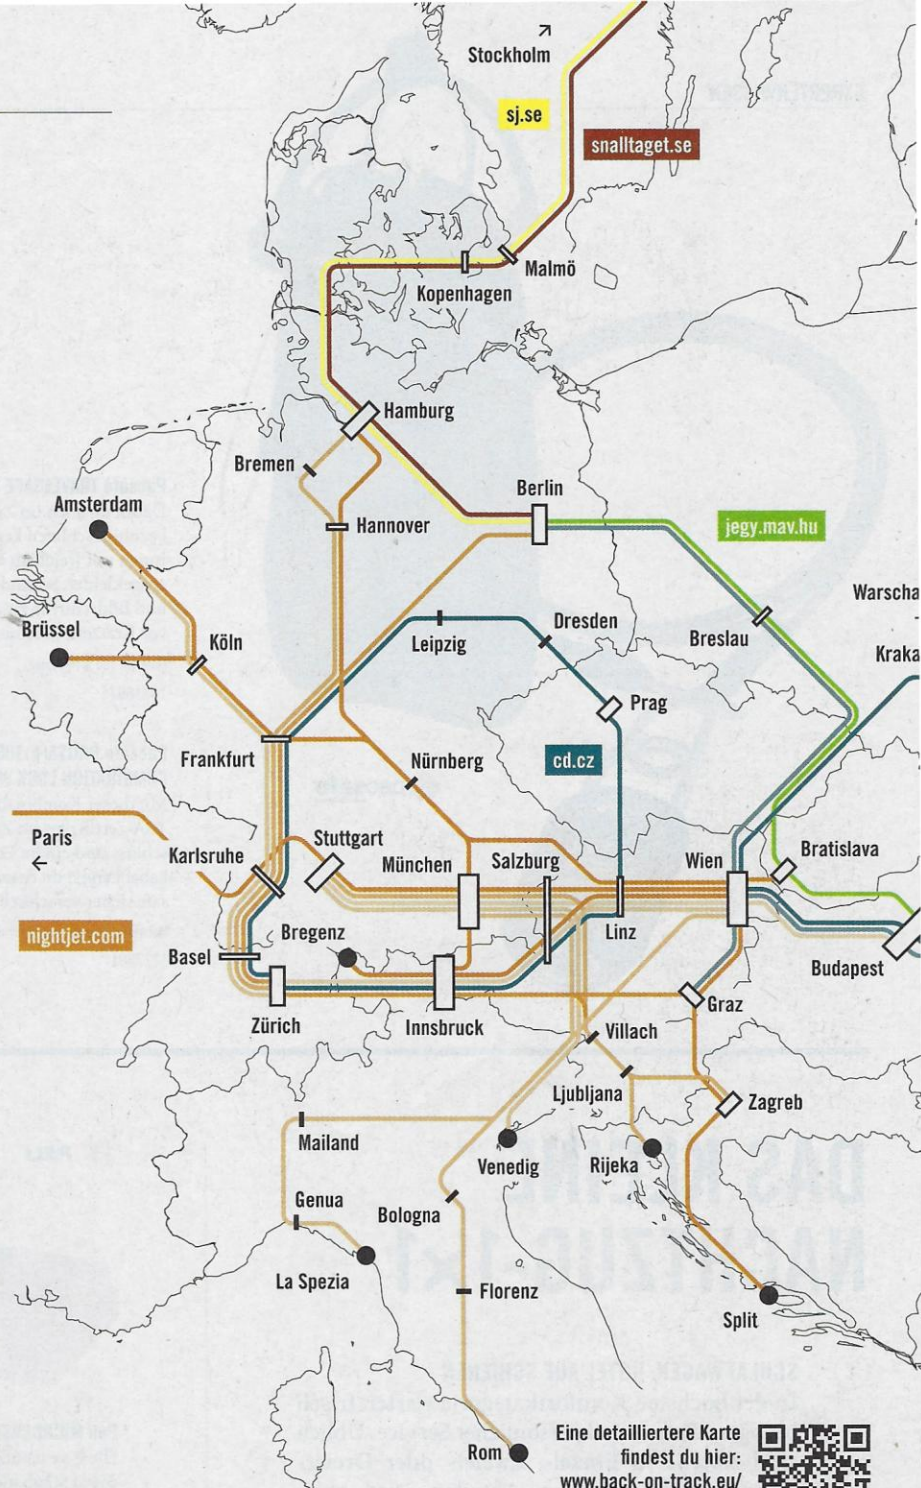 Stockholm
sj.se
snalltaget.se
Malmö
Kopenhagen
Hamburg
Bremen
Berlin
Amsterdam
Hannover
jegy.mav.hu
Warscha
Brüssel
Köln
Leipzig
Dresden
Breslau
Kraka
Prag
Frankfurt
Nürnberg
cd.cz
Paris
Karlsruhe
Stuttgart
München
Salzburg
Wien
Bratislava
nightjet.com
Basel
Bregenz
Linz
Budapest
Zürich
Innsbruck
Graz
Villach
Ljubljana
Zagreb
Mailand
Venedig
Rijeka
Genua
Bologna
La Spezia
Florenz
Split
Rom
Eine detailliertere Karte
findest du hier:
www.back-on-track.eu/